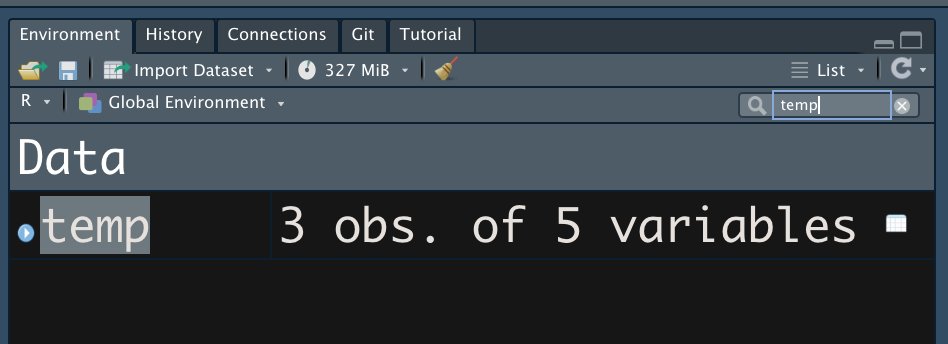 Environment History Connections Git Tutorial
Import Dataset 327 MiB List
R Global Environment temp
Data
temp 3 obs. of 5 variables